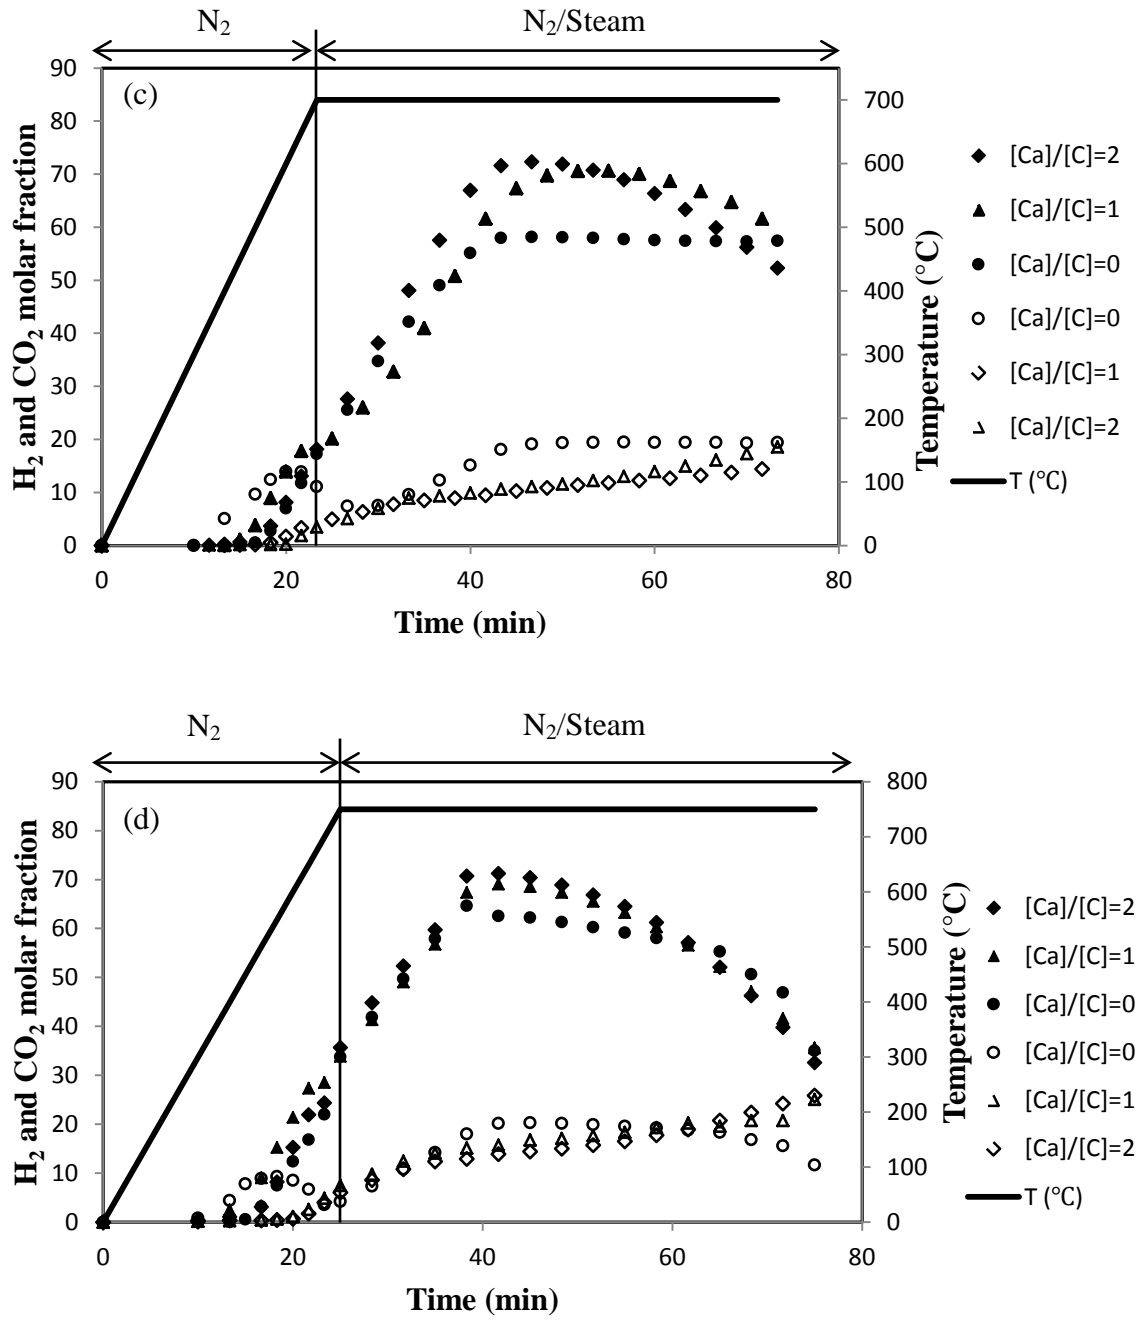 N₂ N₂/Steam
(c)
90
80
70
60
50
40
30
20
10
0
H₂ and CO₂ molar fraction
700
600
500
400
300
200
100
0
Temperature (°C)
0 20 40 60 80
Time (min)
[Ca]/[C]=2
[Ca]/[C]=1
[Ca]/[C]=0
[Ca]/[C]=0
[Ca]/[C]=1
[Ca]/[C]=2
T (°C)
N₂ N₂/Steam
(d)
90
80
70
60
50
40
30
20
10
0
H₂ and CO₂ molar fraction
800
700
600
500
400
300
200
100
0
Temperature (°C)
0 20 40 60 80
Time (min)
[Ca]/[C]=2
[Ca]/[C]=1
[Ca]/[C]=0
[Ca]/[C]=0
[Ca]/[C]=1
[Ca]/[C]=2
T (°C)